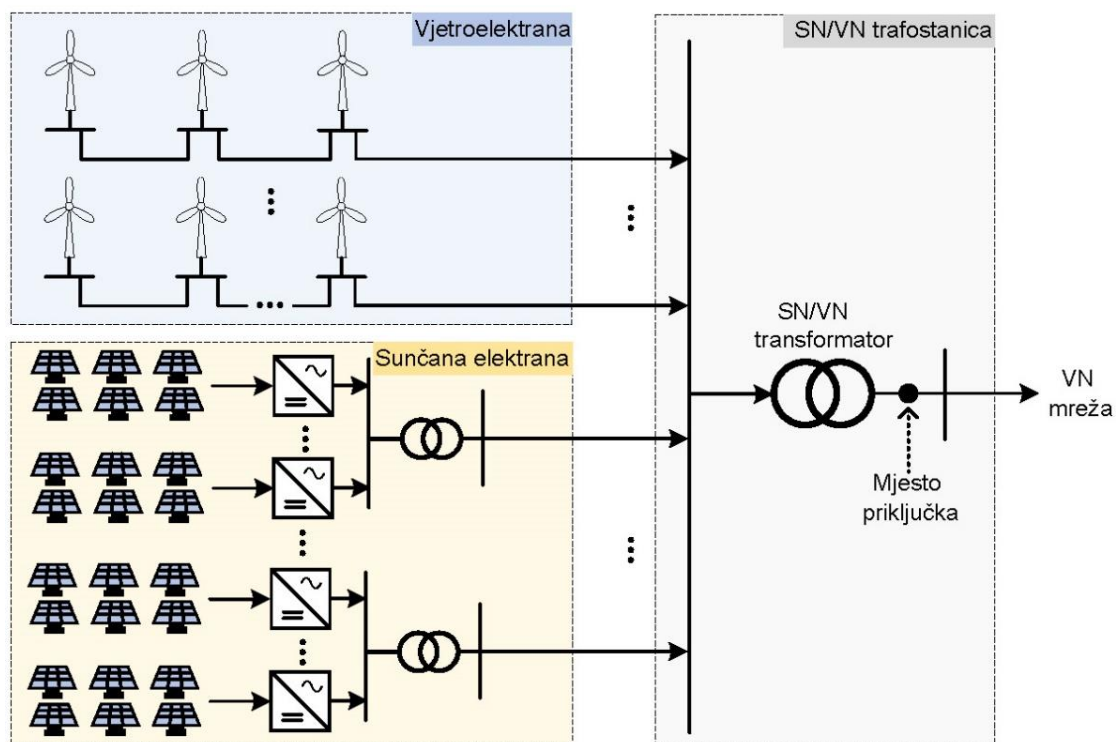 Vjetroelektrana
SN/VN trafostanica
SN/VN
transformator
VN
mreža
Mjesto
priključka
Sunčana elektrana